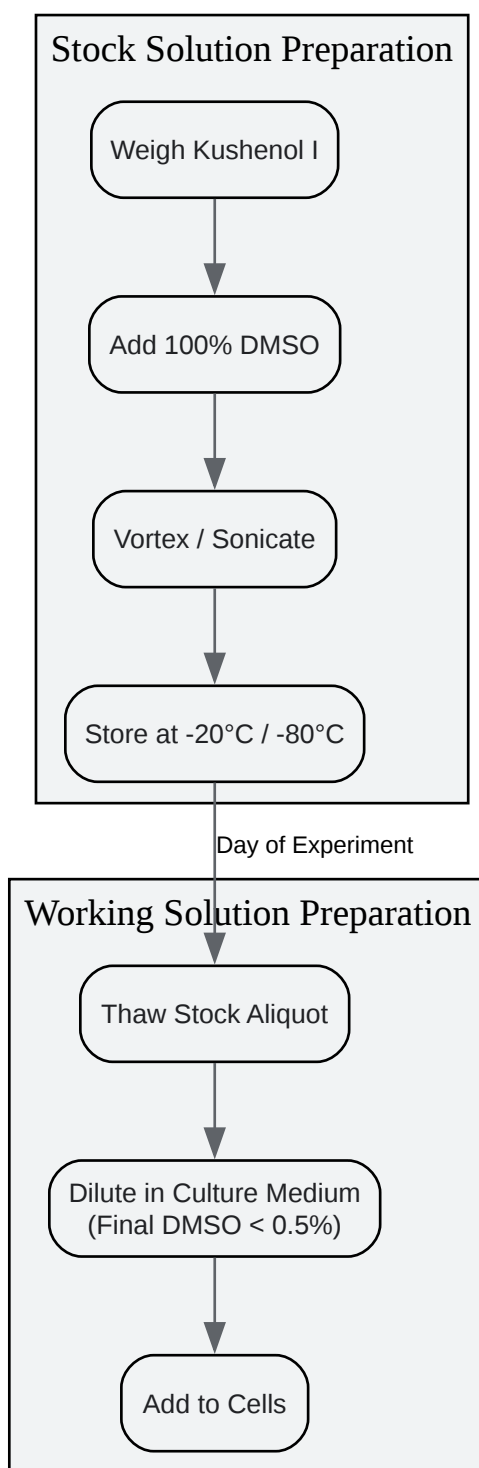 Stock Solution Preparation
Weigh Kushenol I
Add 100% DMSO
Vortex / Sonicate
Store at -20°C / -80°C
Day of Experiment
Working Solution Preparation
Thaw Stock Aliquot
Dilute in Culture Medium
(Final DMSO < 0.5%)
Add to Cells